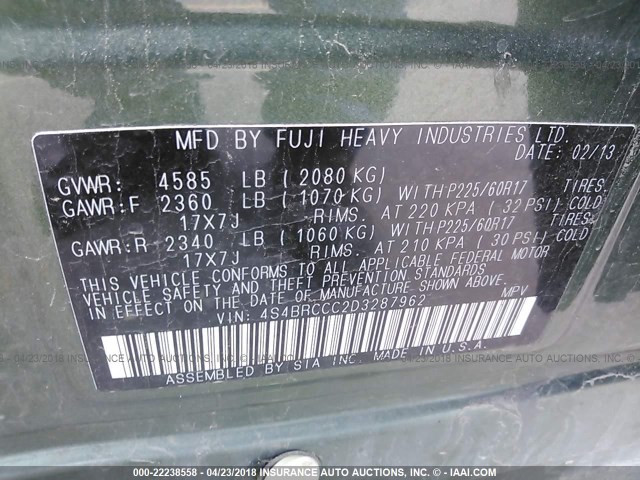 MFD BY FUJI HEAVY INDUSTRIES LTD.
DATE: 02/13
GVWR: 4585 LB (2080 KG)
GAWR:F 2360 LB (1070 KG) WITH P225/60R17 TIRES,
17X7J RIMS, AT 220 KPA (32 PSI) COLD
GAWR:R 2340 LB (1060 KG) WITH P225/60R17 TIRES,
17X7J RIMS, AT 210 KPA (30 PSI) COLD
THIS VEHICLE CONFORMS TO ALL APPLICABLE FEDERAL MOTOR
VEHICLE SAFETY AND THEFT PREVENTION STANDARDS
IN EFFECT ON THE DATE OF MANUFACTURE SHOWN ABOVE.
VIN: 4S4BRCCC2D3287962 MPV
ASSEMBLED BY SIA INC. MADE IN U.S.A.
000-22238558 - 04/23/2018 - INSURANCE AUTO AUCTIONS - © - IAAI.COM